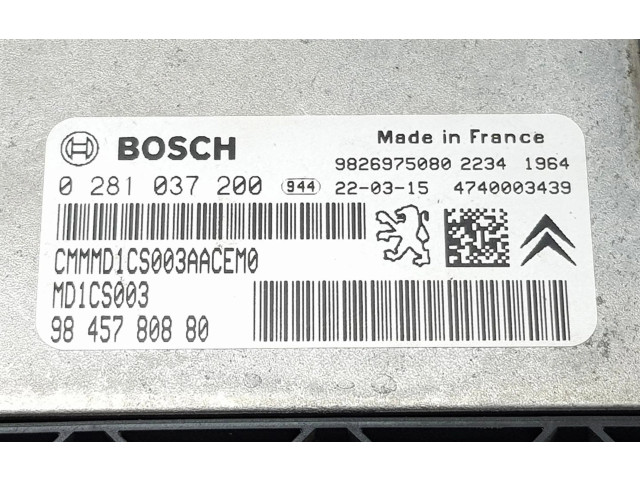 BOSCH
Made in France
9826975080 2234 1964
0 281 037 200 944 22-03-15 4740003439
CMMMD1CS003AACEM0
MD1CS003
98 457 808 80